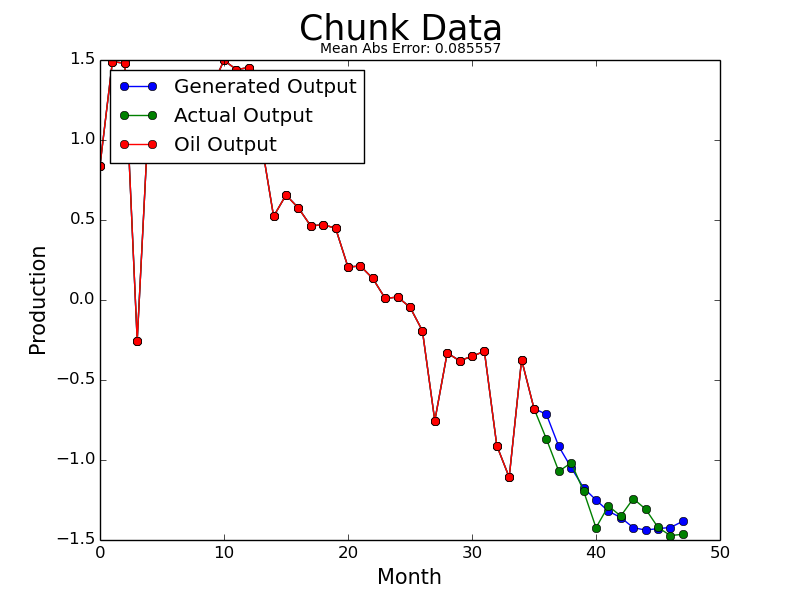 Chunk Data
Mean Abs Error: 0.085557
Generated Output
Actual Output
Oil Output
1.5
1.0
0.5
0.0
−0.5
−1.0
−1.5
Production
0 10 20 30 40 50
Month